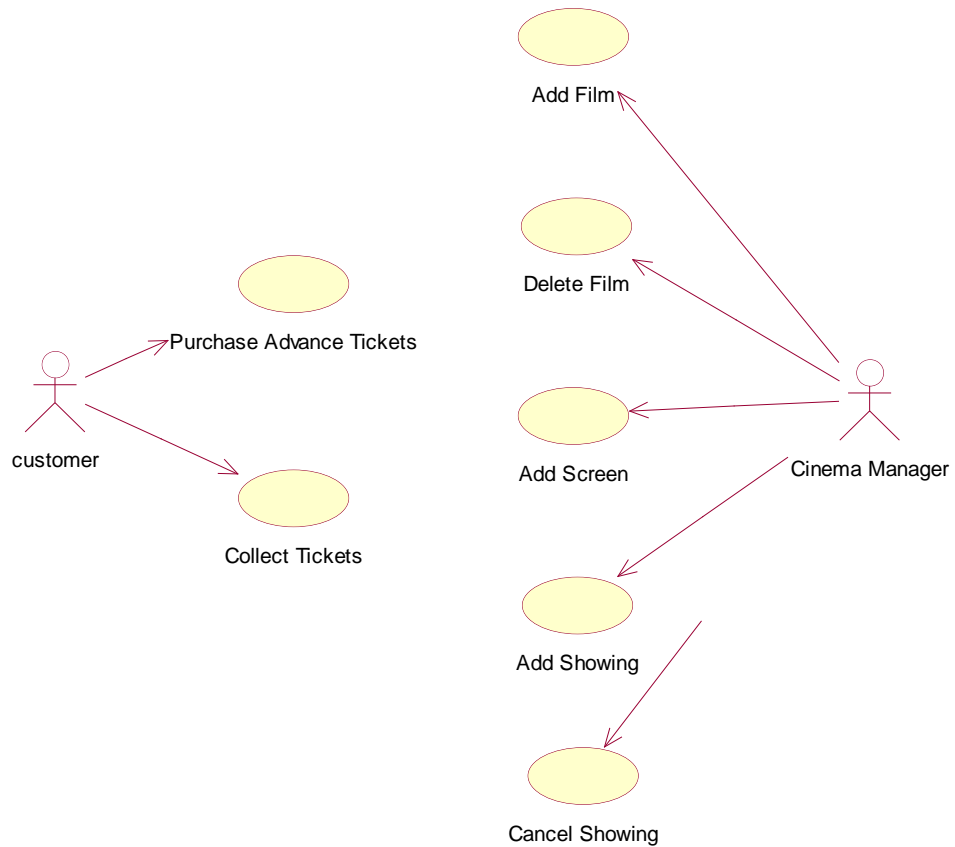 Add Film
Delete Film
Purchase Advance Tickets
customer
Add Screen
Cinema Manager
Collect Tickets
Add Showing
Cancel Showing